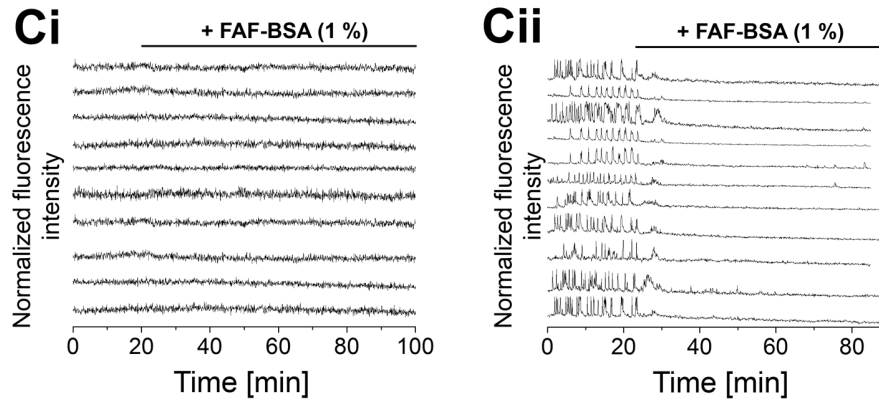 Ci
+ FAF-BSA (1 %)
Normalized fluorescence
intensity
0 20 40 60 80 100
Time [min]
Cii
+ FAF-BSA (1 %)
Normalized fluorescence
intensity
0 20 40 60 80
Time [min]